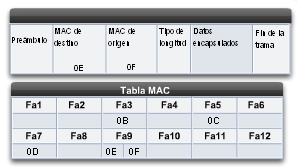 Preámbulo
MAC de
destino
0E
MAC de
origen
0F
Tipo de
longitud
Datos
encapsulados
Fin de la
trama
Tabla MAC
Fa1 Fa2 Fa3 Fa4 Fa5 Fa6
0B 0C
Fa7 Fa8 Fa9 Fa10 Fa11 Fa12
0D 0E 0F